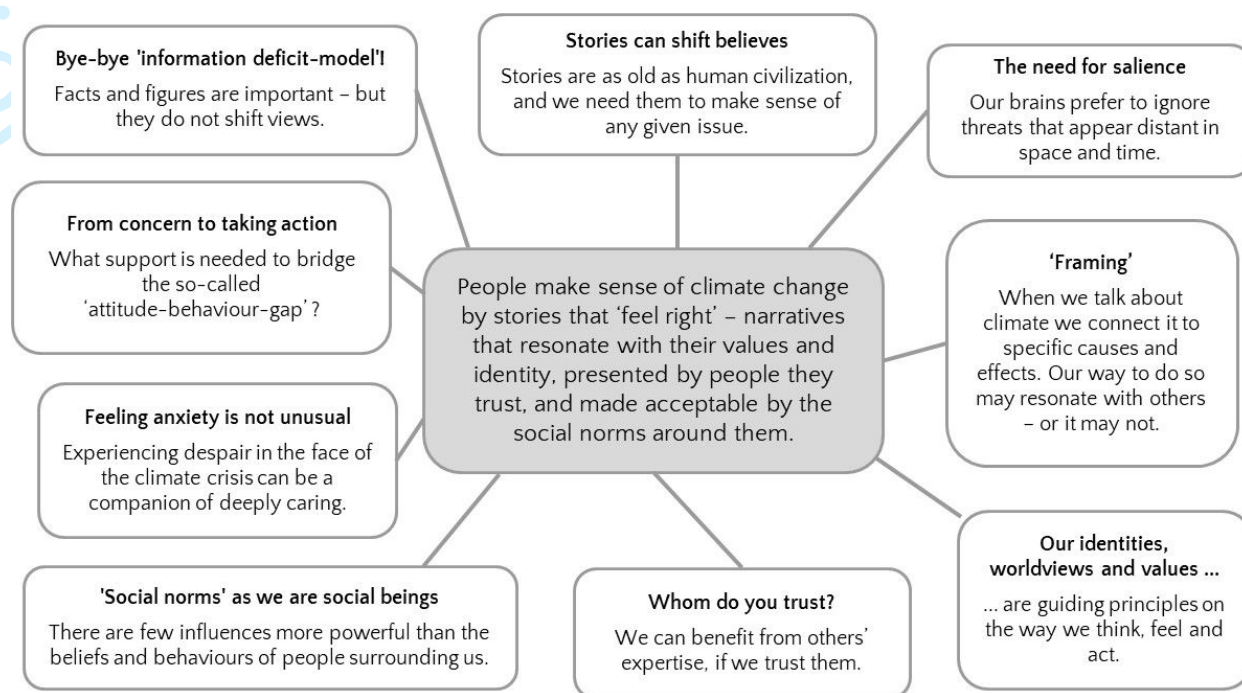 Bye-bye 'information deficit-model'!
Facts and figures are important – but
they do not shift views.
Stories can shift believes
Stories are as old as human civilization,
and we need them to make sense of
any given issue.
The need for salience
Our brains prefer to ignore
threats that appear distant in
space and time.
From concern to taking action
What support is needed to bridge
the so-called
'attitude-behaviour-gap' ?
People make sense of climate change
by stories that ‘feel right’ – narratives
that resonate with their values and
identity, presented by people they
trust, and made acceptable by the
social norms around them.
‘Framing’
When we talk about
climate we connect it to
specific causes and
effects. Our way to do so
may resonate with others
– or it may not.
Feeling anxiety is not unusual
Experiencing despair in the face of
the climate crisis can be a
companion of deeply caring.
'Social norms' as we are social beings
There are few influences more powerful than the
beliefs and behaviours of people surrounding us.
Whom do you trust?
We can benefit from others’
expertise, if we trust them.
Our identities,
worldviews and values ...
... are guiding principles on
the way we think, feel and
act.